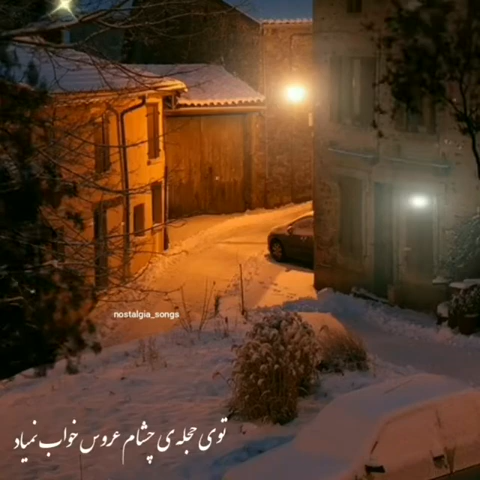 nostalgia_songs
توی حجله ی چشام عروس خواب نمیاد